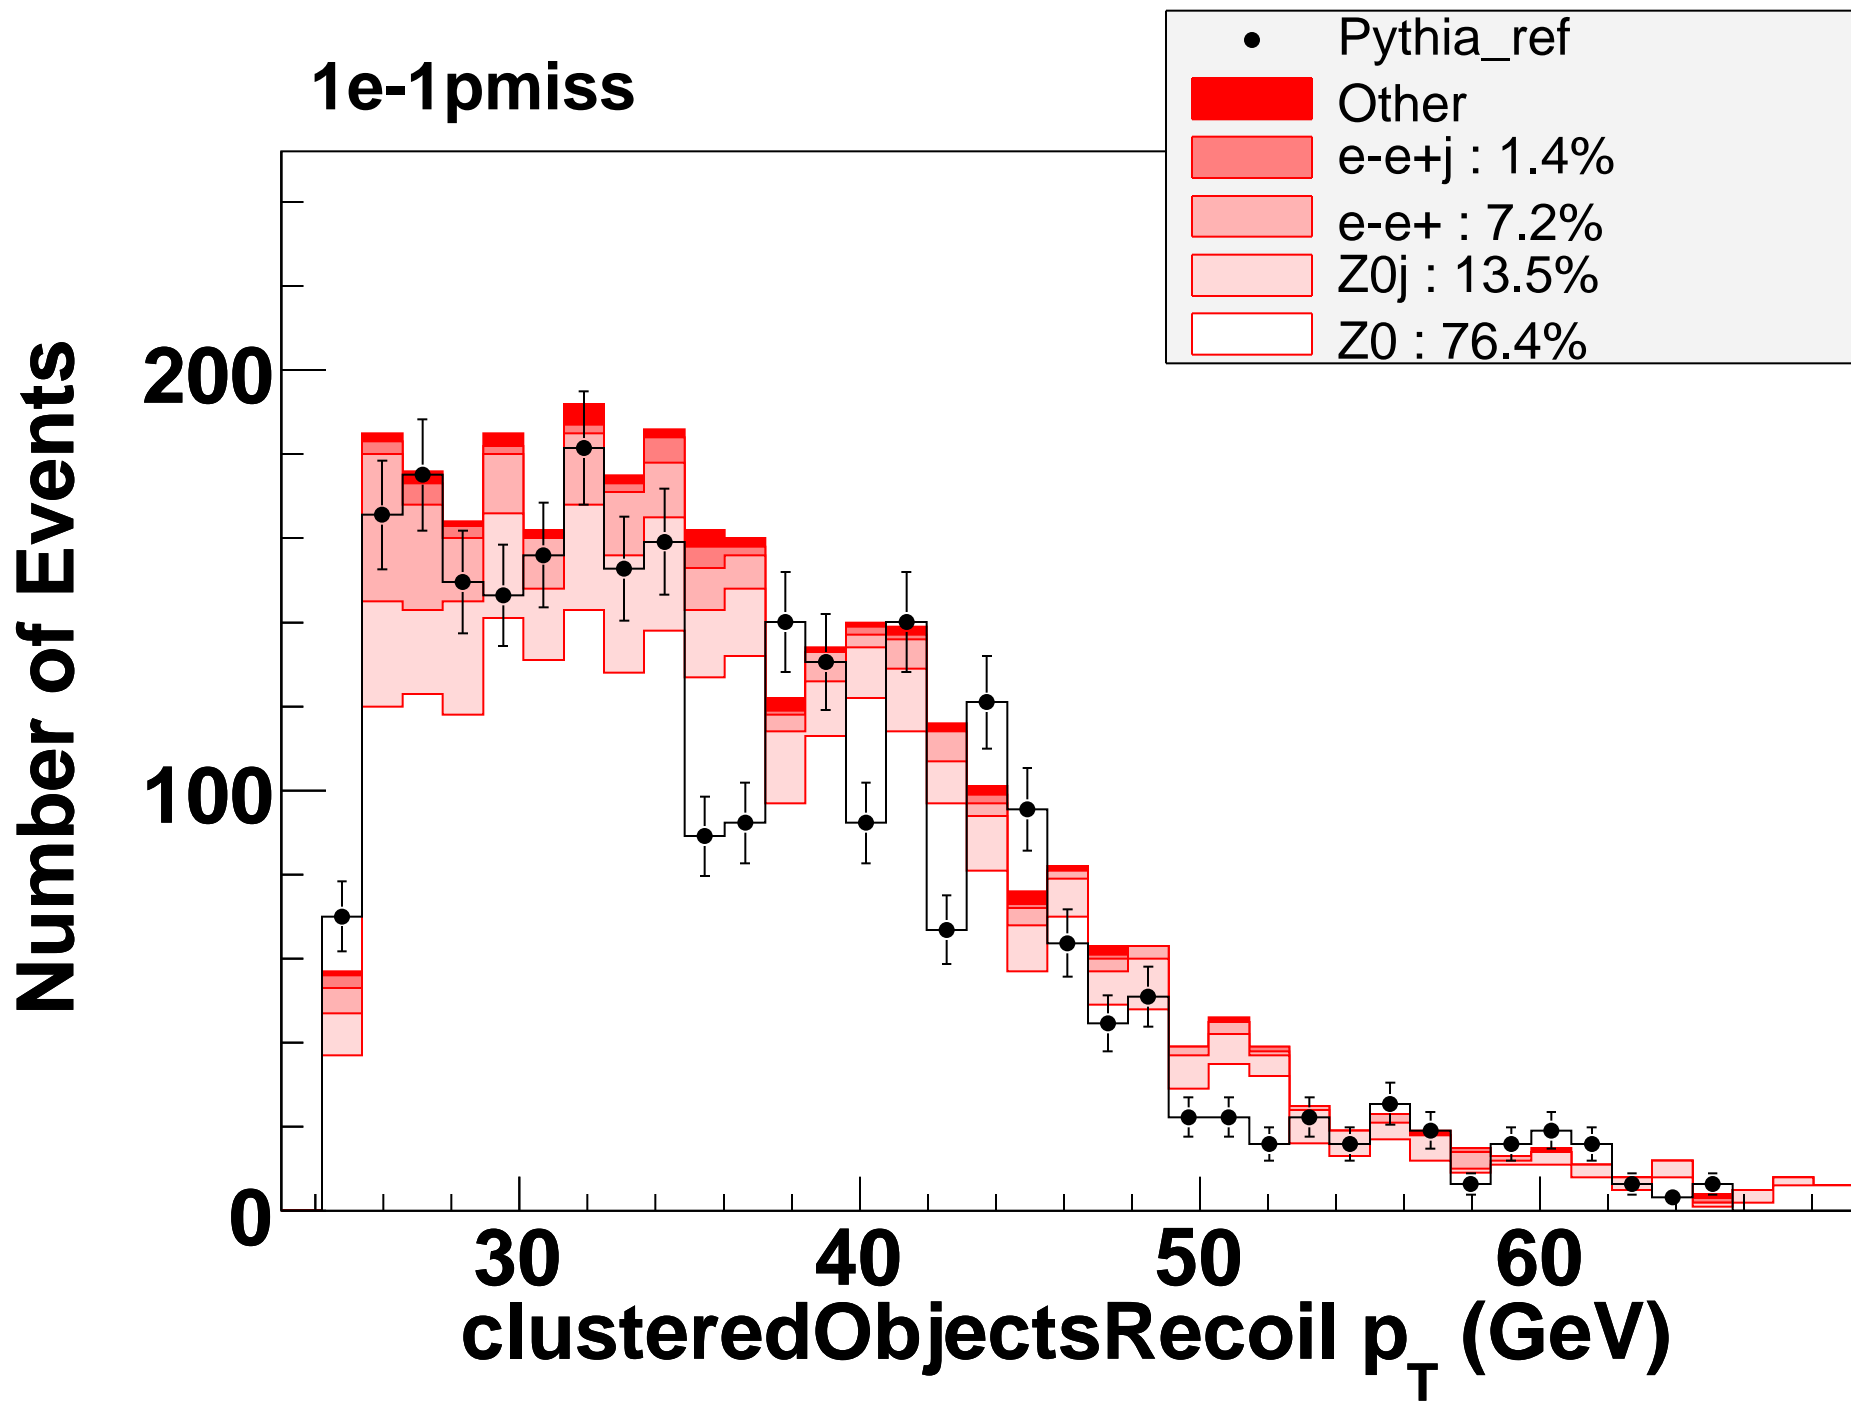 1e-1pmiss
Pythia_ref
Other
e-e+j : 1.4%
e-e+ : 7.2%
Z0j : 13.5%
Z0 : 76.4%
Number of Events
200
100
0
30 40 50 60
clusteredObjectsRecoil p_T (GeV)